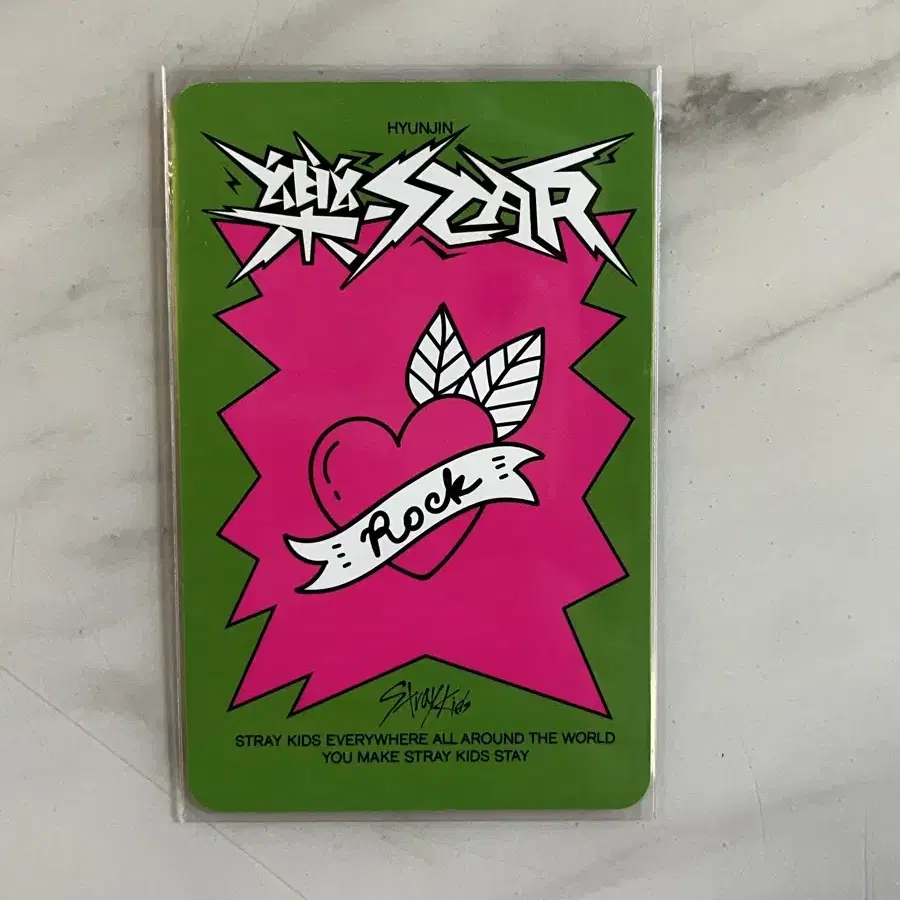 HYUNJIN
樂-STAR
Rock
Stray Kids
STRAY KIDS EVERYWHERE ALL AROUND THE WORLD
YOU MAKE STRAY KIDS STAY